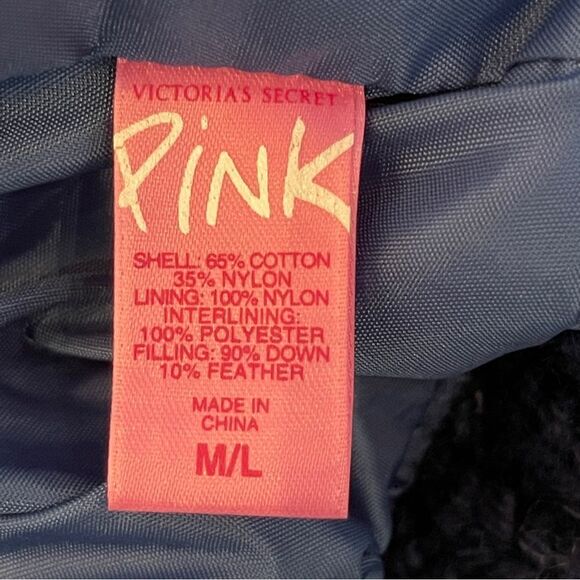 VICTORIA'S SECRET
PINK
SHELL: 65% COTTON
35% NYLON
LINING: 100% NYLON
INTERLINING:
100% POLYESTER
FILLING: 90% DOWN
10% FEATHER
MADE IN
CHINA
M/L